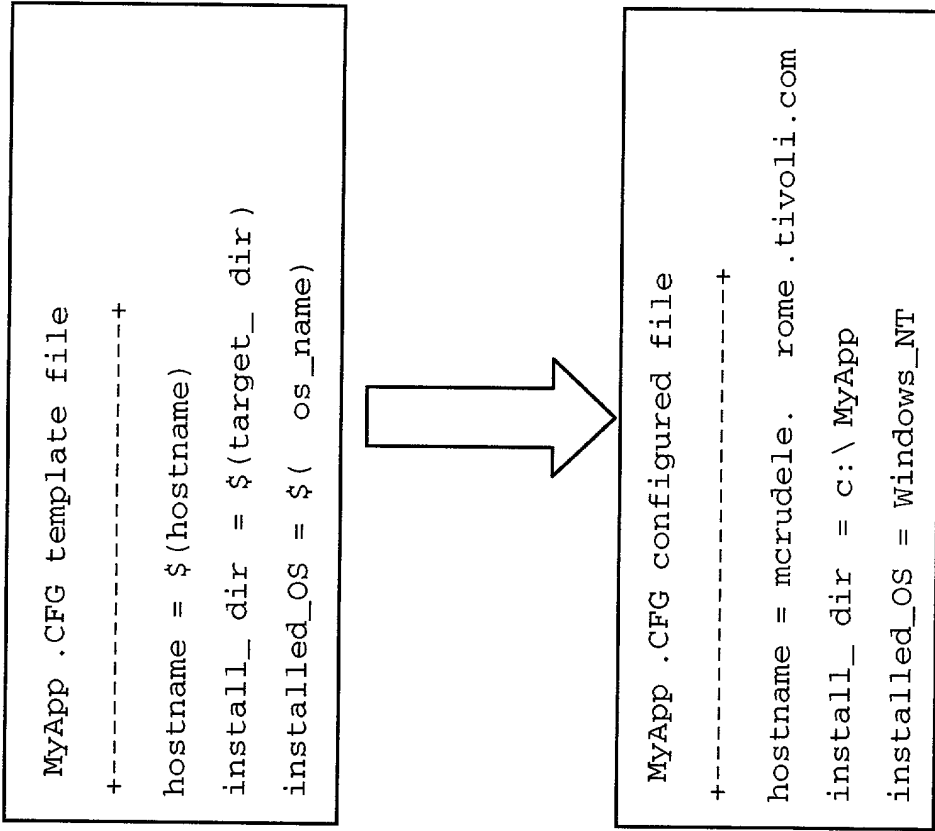 MyApp .CFG template file
+---------------------------+
hostname = $(hostname)
install_ dir = $(target_ dir)
installed_OS = $( os_name)
MyApp .CFG configured file
+---------------------------+
hostname = mcrudele. rome.tivoli.com
install_ dir = c:\ MyApp
installed_OS = Windows_NT